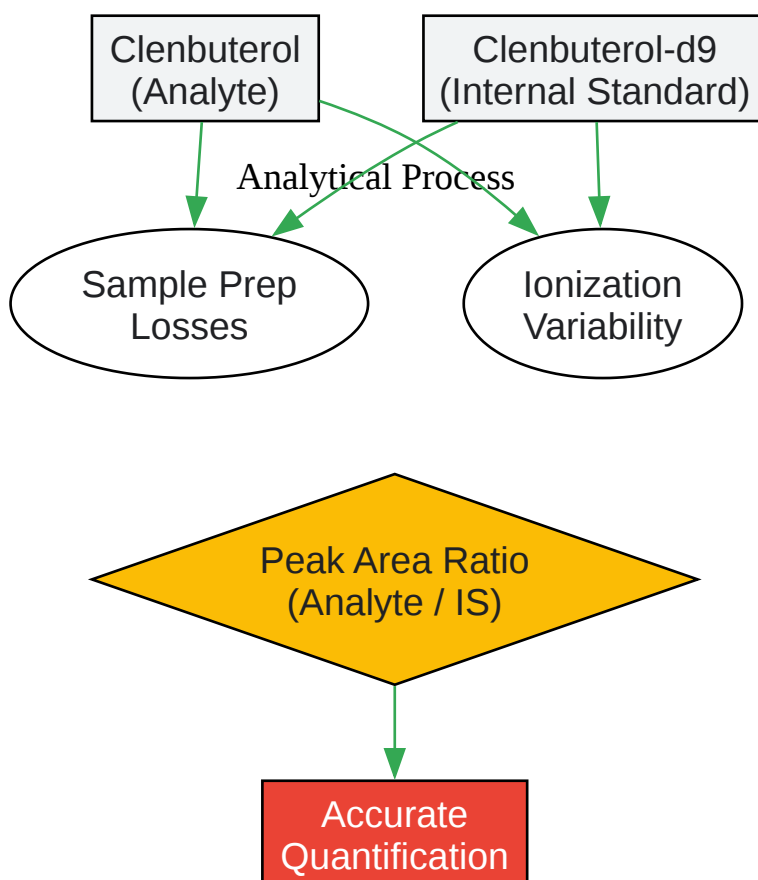 Clenbuterol
(Analyte)
Clenbuterol-d9
(Internal Standard)
Analytical Process
Sample Prep
Losses
Ionization
Variability
Peak Area Ratio
(Analyte / IS)
Accurate
Quantification